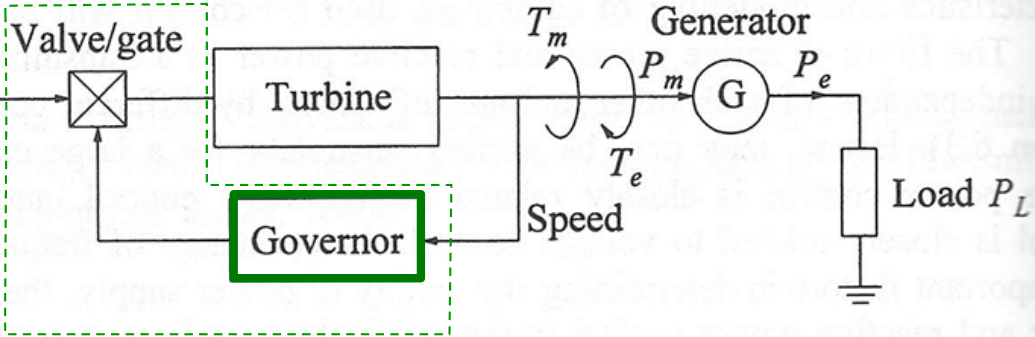 Valve/gate
Turbine
T_m
Generator
P_m
G
P_e
T_e
Load P_L
Governor
Speed